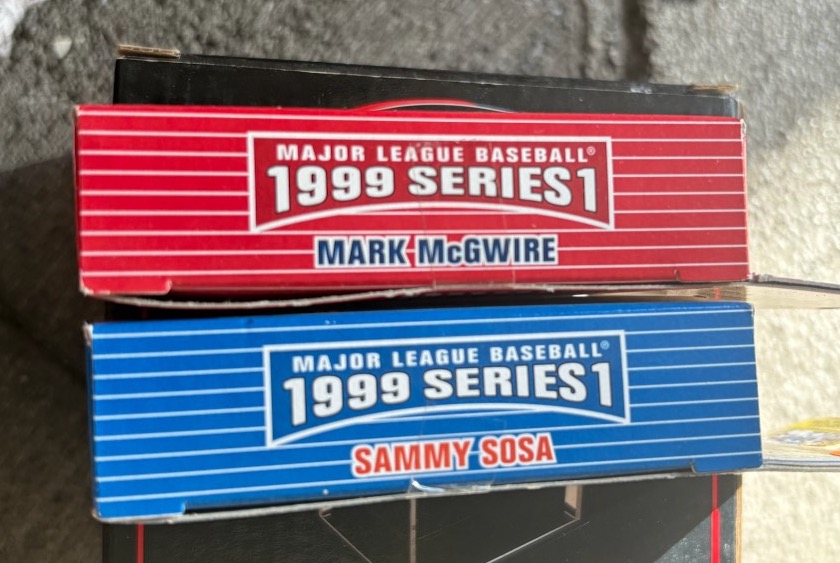 MAJOR LEAGUE BASEBALL®
1999 SERIES 1
MARK McGWIRE
MAJOR LEAGUE BASEBALL®
1999 SERIES 1
SAMMY SOSA